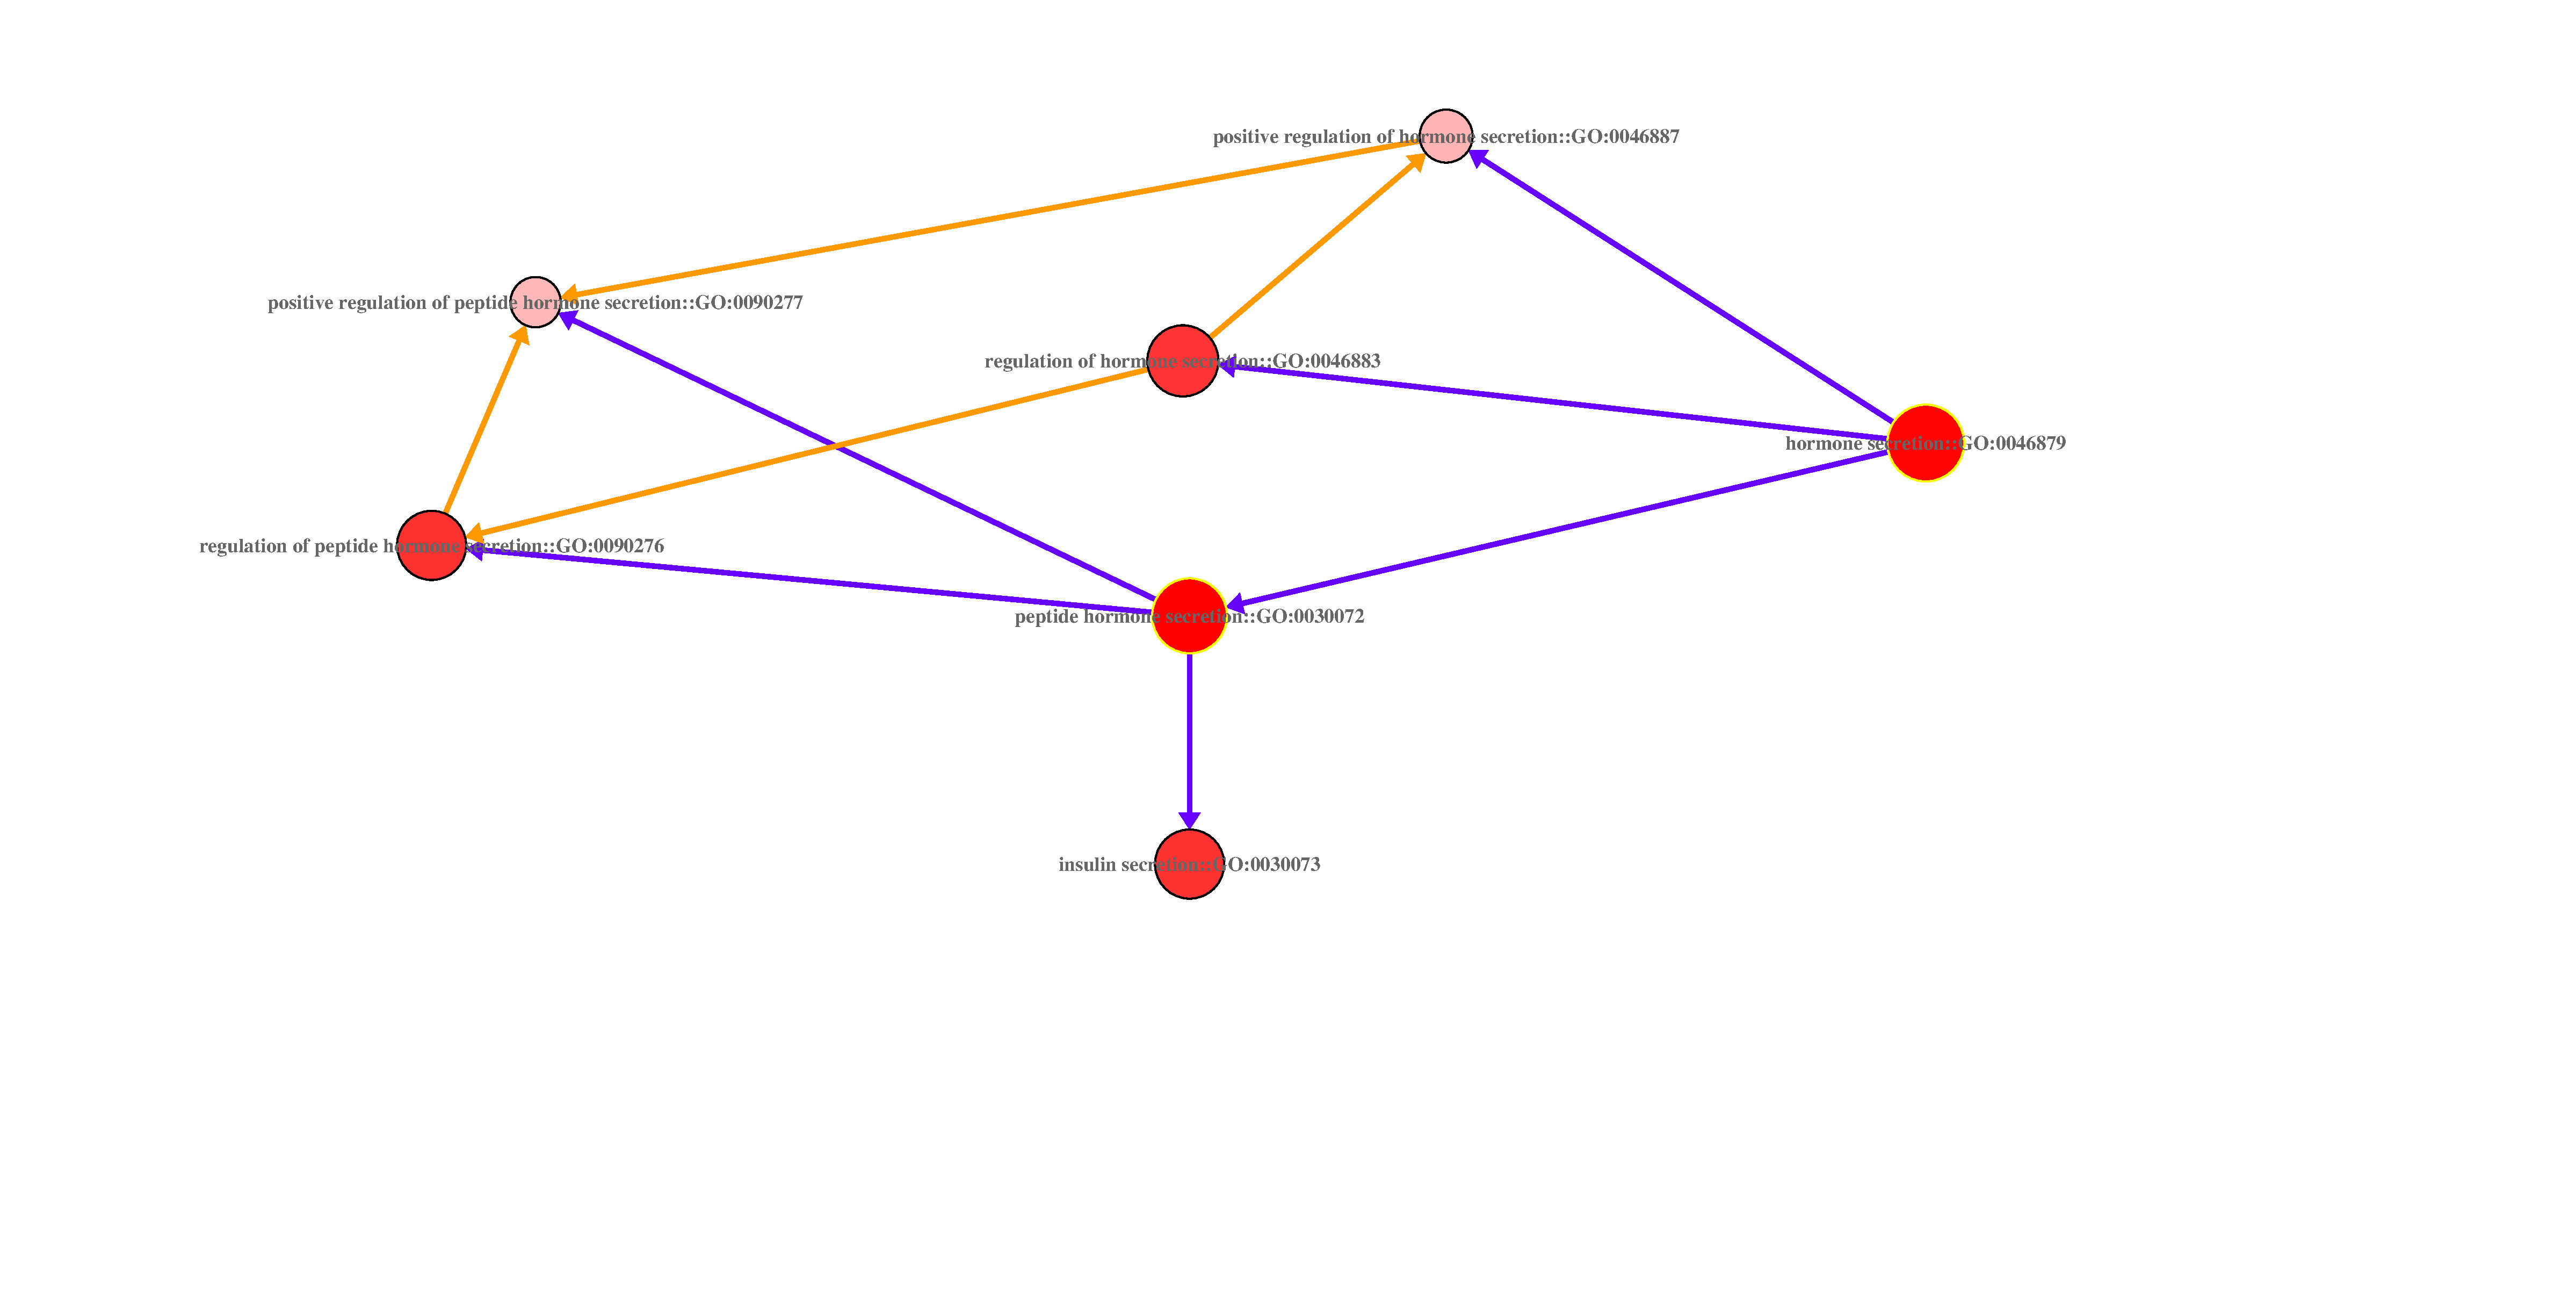 positive regulation of hormone secretion::GO:0046887
positive regulation of peptide hormone secretion::GO:0090277
regulation of hormone secretion::GO:0046883
hormone secretion::GO:0046879
regulation of peptide hormone secretion::GO:0090276
peptide hormone secretion::GO:0030072
insulin secretion::GO:0030073